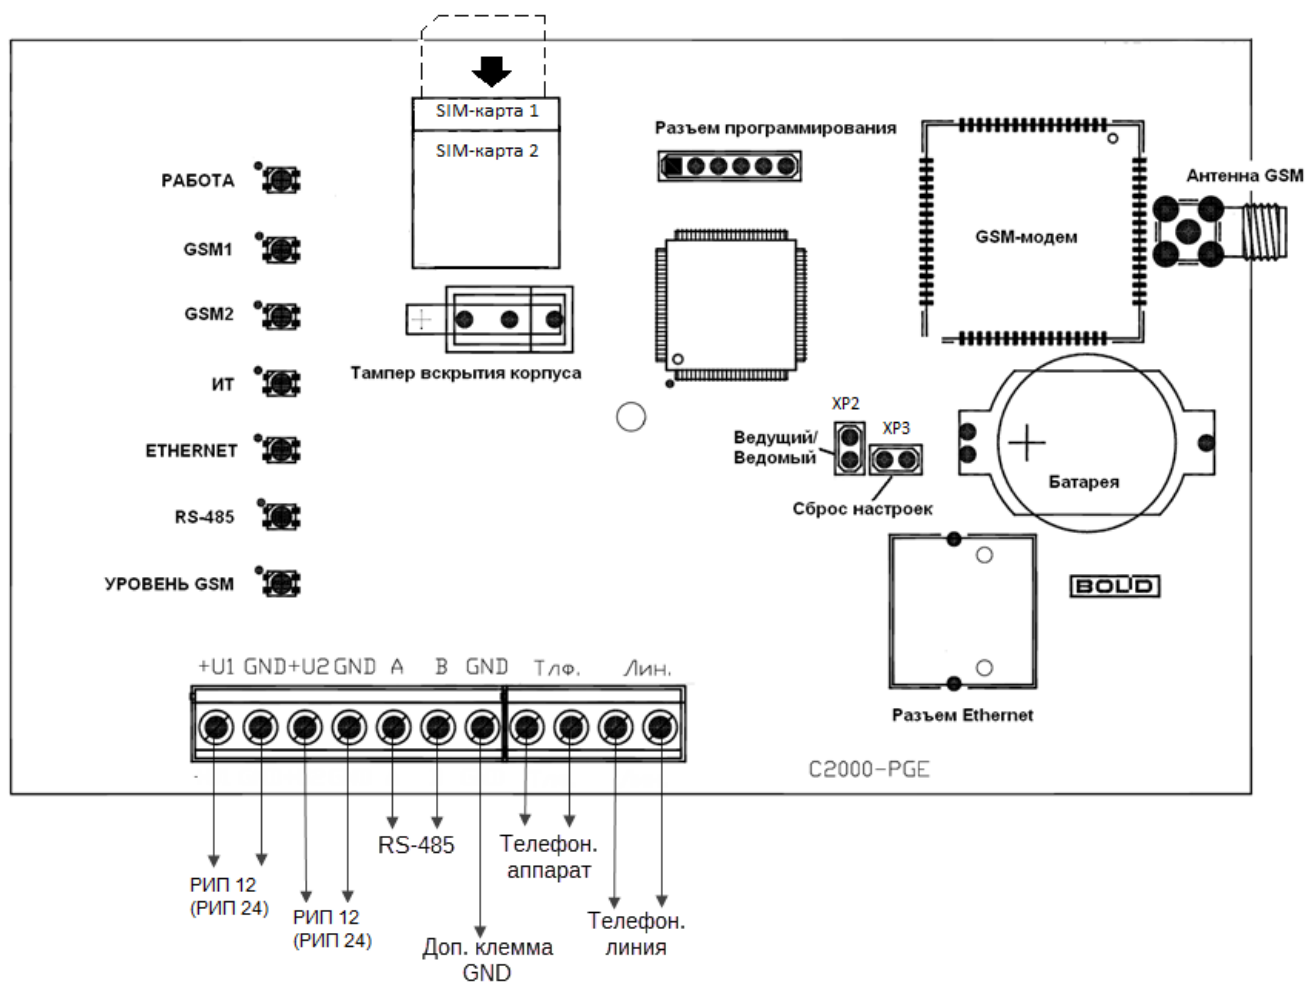 SIM-карта 1
SIM-карта 2
Разъем программирования
Антенна GSM
GSM-модем
РАБОТА
GSM1
GSM2
ИТ
ETHERNET
RS-485
УРОВЕНЬ GSM
Тампер вскрытия корпуса
XP2
XP3
Ведущий/
Ведомый
Сброс настроек
Батарея
BOLID
Разъем Ethernet
+U1 GND +U2 GND A B GND Тлф. Лин.
C2000-PGE
RS-485
Телефон.
аппарат
РИП 12
(РИП 24)
РИП 12
(РИП 24)
Телефон.
линия
Доп. клемма
GND